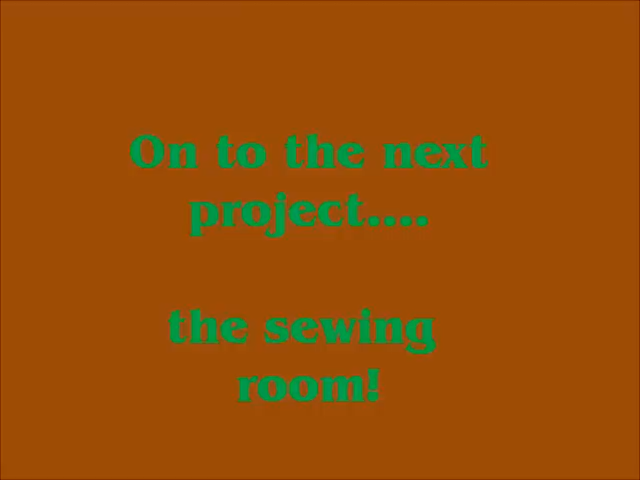 On to the next
project....
the sewing
room!